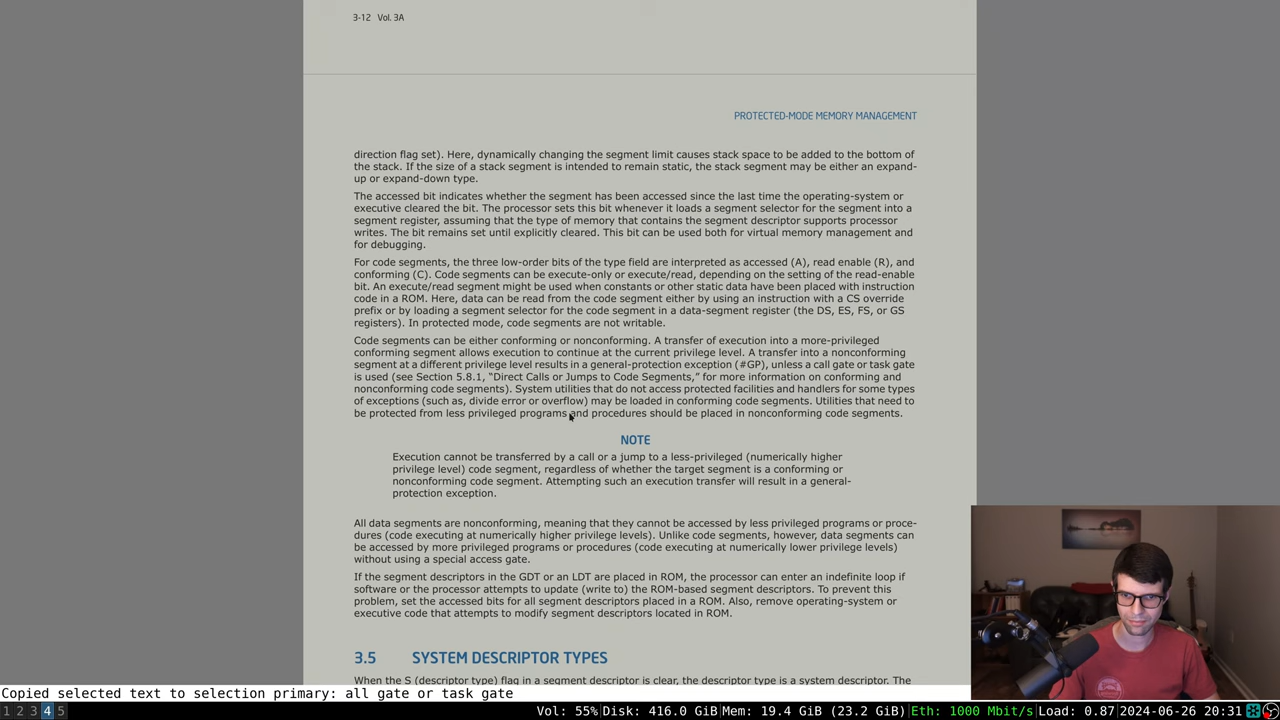 3-12 Vol. 3A
PROTECTED-MODE MEMORY MANAGEMENT
direction flag set). Here, dynamically changing the segment limit causes stack space to be added to the bottom of
the stack. If the size of a stack segment is intended to remain static, the stack segment may be either an expand-
up or expand-down type.
The accessed bit indicates whether the segment has been accessed since the last time the operating-system or
executive cleared the bit. The processor sets this bit whenever it loads a segment selector for the segment into a
segment register, assuming that the type of memory that contains the segment descriptor supports processor
writes. The bit remains set until explicitly cleared. This bit can be used both for virtual memory management and
for debugging.
For code segments, the three low-order bits of the type field are interpreted as accessed (A), read enable (R), and
conforming (C). Code segments can be execute-only or execute/read, depending on the setting of the read-enable
bit. An execute/read segment might be used when constants or other static data have been placed with instruction
code in a ROM. Here, data can be read from the code segment either by using an instruction with a CS override
prefix or by loading a segment selector for the code segment in a data-segment register (the DS, ES, FS, or GS
registers). In protected mode, code segments are not writable.
Code segments can be either conforming or nonconforming. A transfer of execution into a more-privileged
conforming segment allows execution to continue at the current privilege level. A transfer into a nonconforming
segment at a different privilege level results in a general-protection exception (#GP), unless a call gate or task gate
is used (see Section 5.8.1, “Direct Calls or Jumps to Code Segments,” for more information on conforming and
nonconforming code segments). System utilities that do not access protected facilities and handlers for some types
of exceptions (such as, divide error or overflow) may be loaded in conforming code segments. Utilities that need to
be protected from less privileged programs and procedures should be placed in nonconforming code segments.
NOTE
Execution cannot be transferred by a call or a jump to a less-privileged (numerically higher
privilege level) code segment, regardless of whether the target segment is a conforming or
nonconforming code segment. Attempting such an execution transfer will result in a general-
protection exception.
All data segments are nonconforming, meaning that they cannot be accessed by less privileged programs or proce-
dures (code executing at numerically higher privilege levels). Unlike code segments, however, data segments can
be accessed by more privileged programs or procedures (code executing at numerically lower privilege levels)
without using a special access gate.
If the segment descriptors in the GDT or an LDT are placed in ROM, the processor can enter an indefinite loop if
software or the processor attempts to update (write to) the ROM-based segment descriptors. To prevent this
problem, set the accessed bits for all segment descriptors placed in a ROM. Also, remove operating-system or
executive code that attempts to modify segment descriptors located in ROM.
3.5 SYSTEM DESCRIPTOR TYPES
When the S (descriptor type) flag in a segment descriptor is clear, the descriptor type is a system descriptor. The
Copied selected text to selection primary: all gate or task gate
1 2 3 4 5 Vol: 55% Disk: 416.0 GiB Mem: 19.4 GiB (23.2 GiB) Eth: 1000 Mbit/s Load: 0.87 2024-06-26 20:31